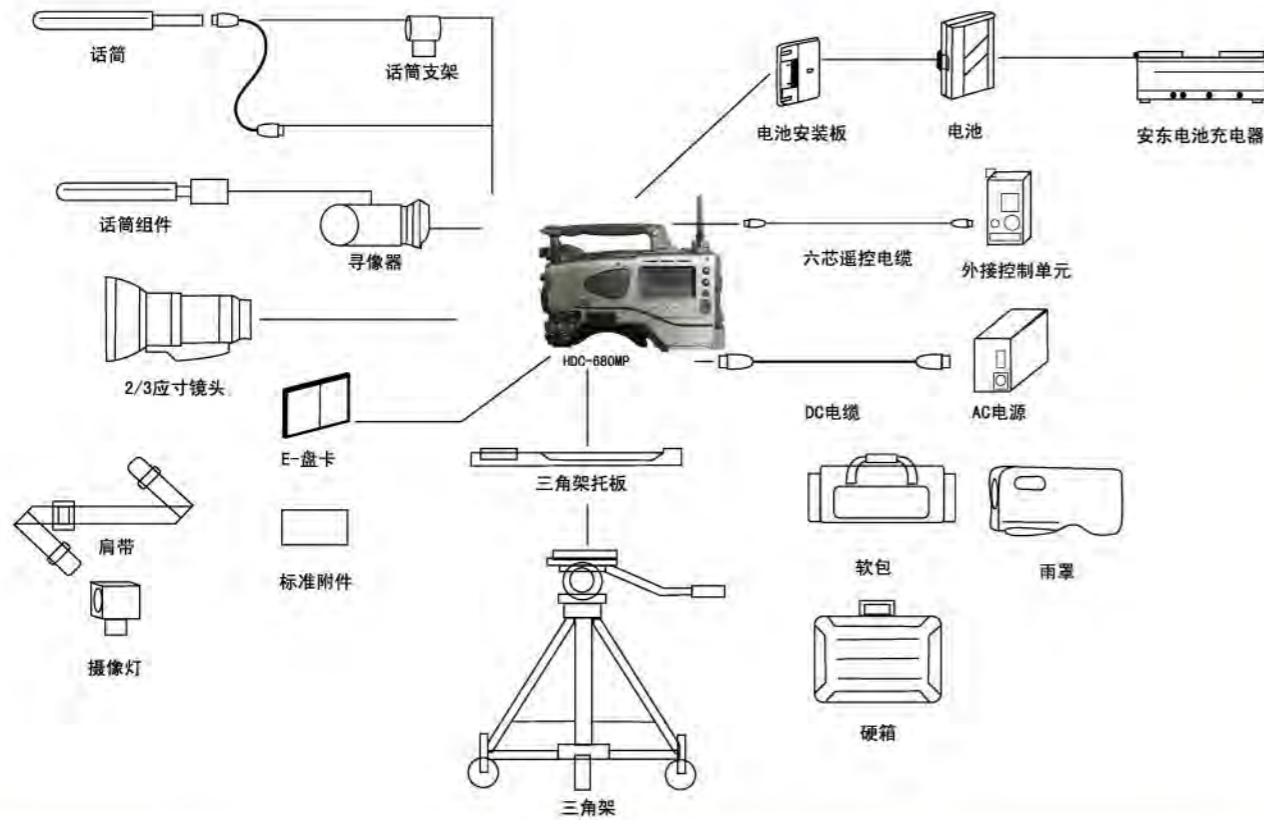 话筒
话筒支架
电池安装板
电池
安东电池充电器
话筒组件
寻像器
六芯遥控电缆
外接控制单元
2/3应寸镜头
HDC-680MP
DC电缆
AC电源
E-盘卡
三角架托板
肩带
标准附件
软包
雨罩
摄像灯
硬箱
三角架